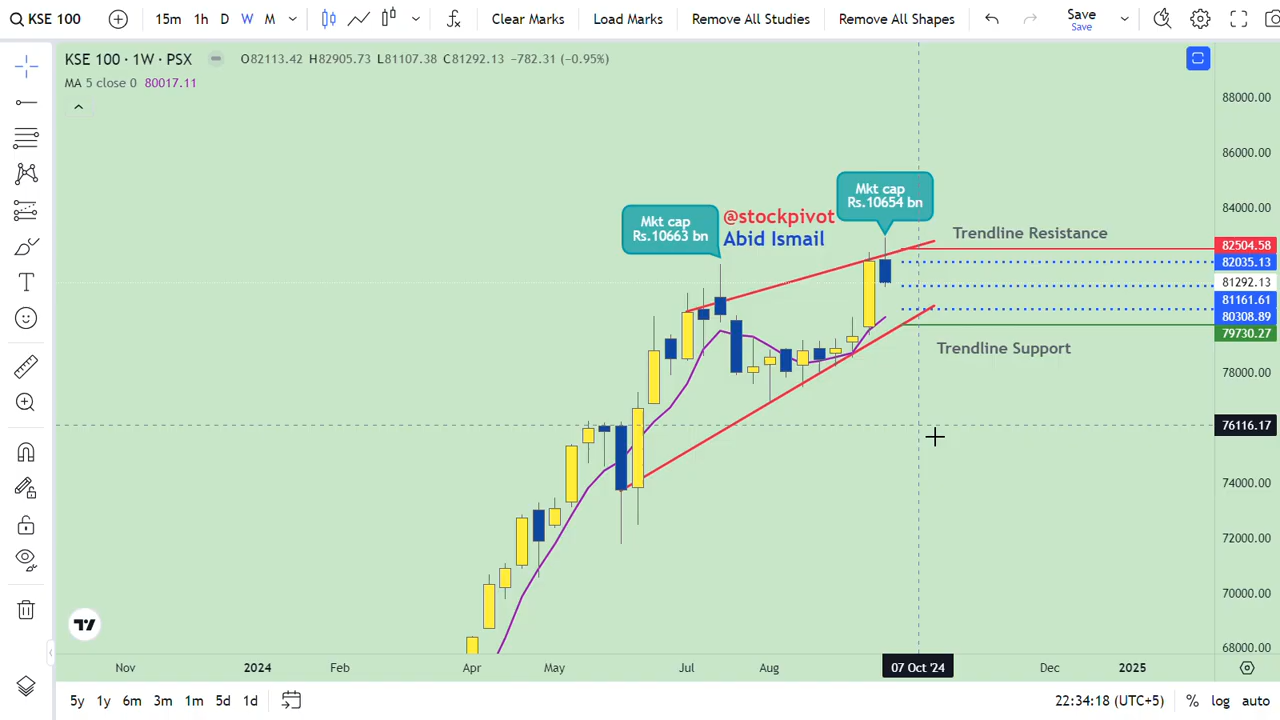 KSE 100
15m 1h D W M
Clear Marks
Load Marks
Remove All Studies
Remove All Shapes
Save
Save
KSE 100 · 1W · PSX
O82113.42 H82905.73 L81107.38 C81292.13 −782.31 (−0.95%)
MA 5 close 0 80017.11
88000.00
86000.00
84000.00
Mkt cap
Rs.10654 bn
Mkt cap
Rs.10663 bn
@stockpivot
Abid Ismail
Trendline Resistance
82504.58
82035.13
81292.13
81161.61
80308.89
79730.27
Trendline Support
78000.00
76116.17
74000.00
72000.00
70000.00
68000.00
Nov 2024 Feb Apr May Jul Aug 07 Oct '24 Dec 2025
5y 1y 6m 3m 1m 5d 1d
22:34:18 (UTC+5) % log auto